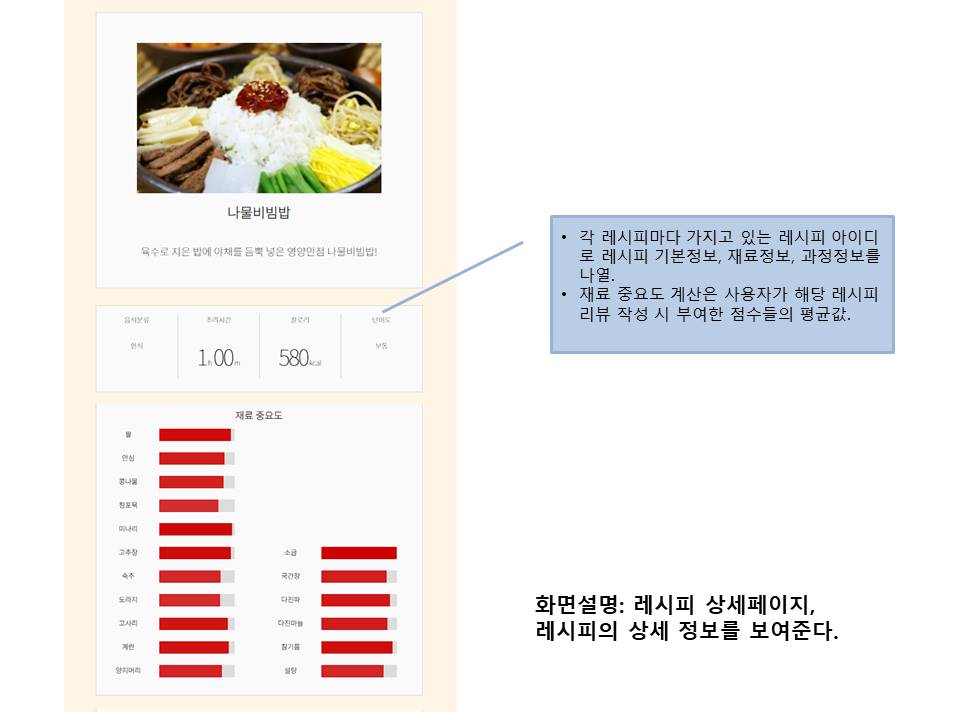 나물비빔밥
육수로 지은 밥에 야채를 듬뿍 넣은 영양만점 나물비빔밥!
음식분류
조리시간
칼로리
난이도
한식
1h 00m
580kcal
보통
재료 중요도
쌀
안심
콩나물
청포묵
미나리
고추장
숙주
도라지
고사리
계란
양지머리
소금
국간장
다진파
다진마늘
참기름
설탕
• 각 레시피마다 가지고 있는 레시피 아이디
로 레시피 기본정보, 재료정보, 과정정보를
나열.
• 재료 중요도 계산은 사용자가 해당 레시피
리뷰 작성 시 부여한 점수들의 평균값.
화면설명: 레시피 상세페이지,
레시피의 상세 정보를 보여준다.